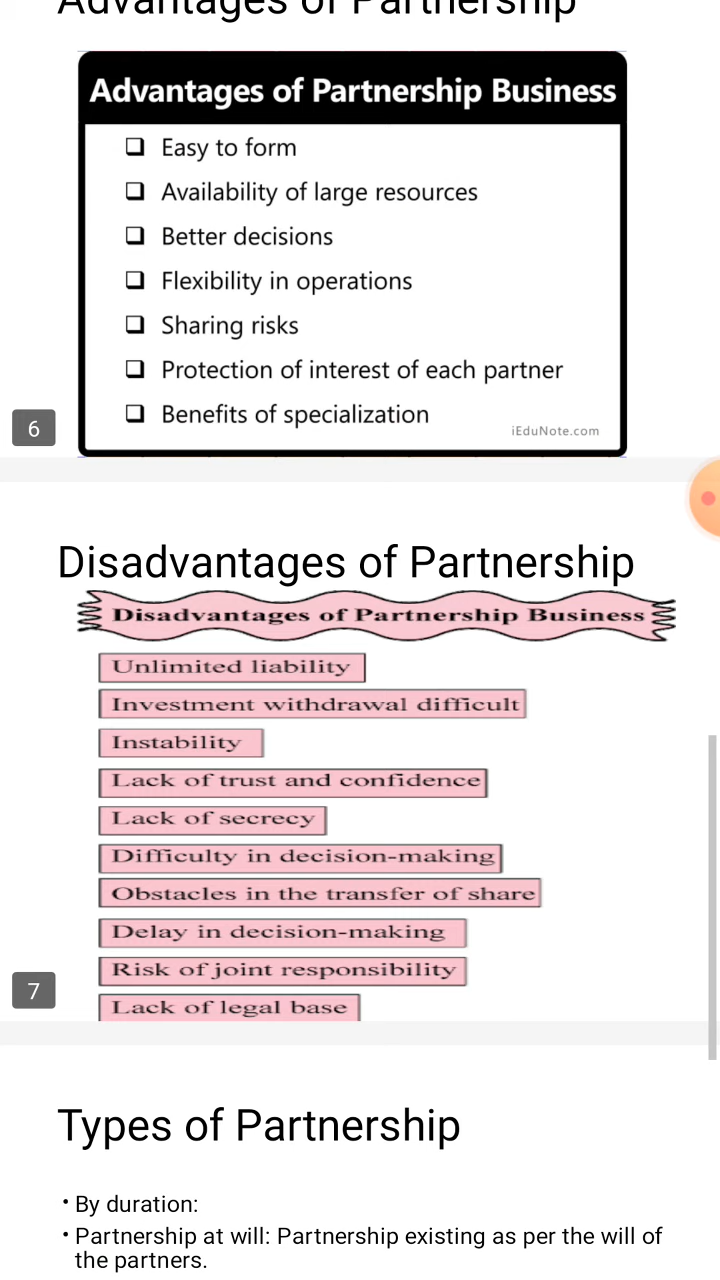 Advantages of Partnership
Advantages of Partnership Business
❑ Easy to form
❑ Availability of large resources
❑ Better decisions
❑ Flexibility in operations
❑ Sharing risks
❑ Protection of interest of each partner
❑ Benefits of specialization
iEduNote.com
6
Disadvantages of Partnership
Disadvantages of Partnership Business
Unlimited liability
Investment withdrawal difficult
Instability
Lack of trust and confidence
Lack of secrecy
Difficulty in decision-making
Obstacles in the transfer of share
Delay in decision-making
Risk of joint responsibility
Lack of legal base
7
Types of Partnership
• By duration:
• Partnership at will: Partnership existing as per the will of
the partners.